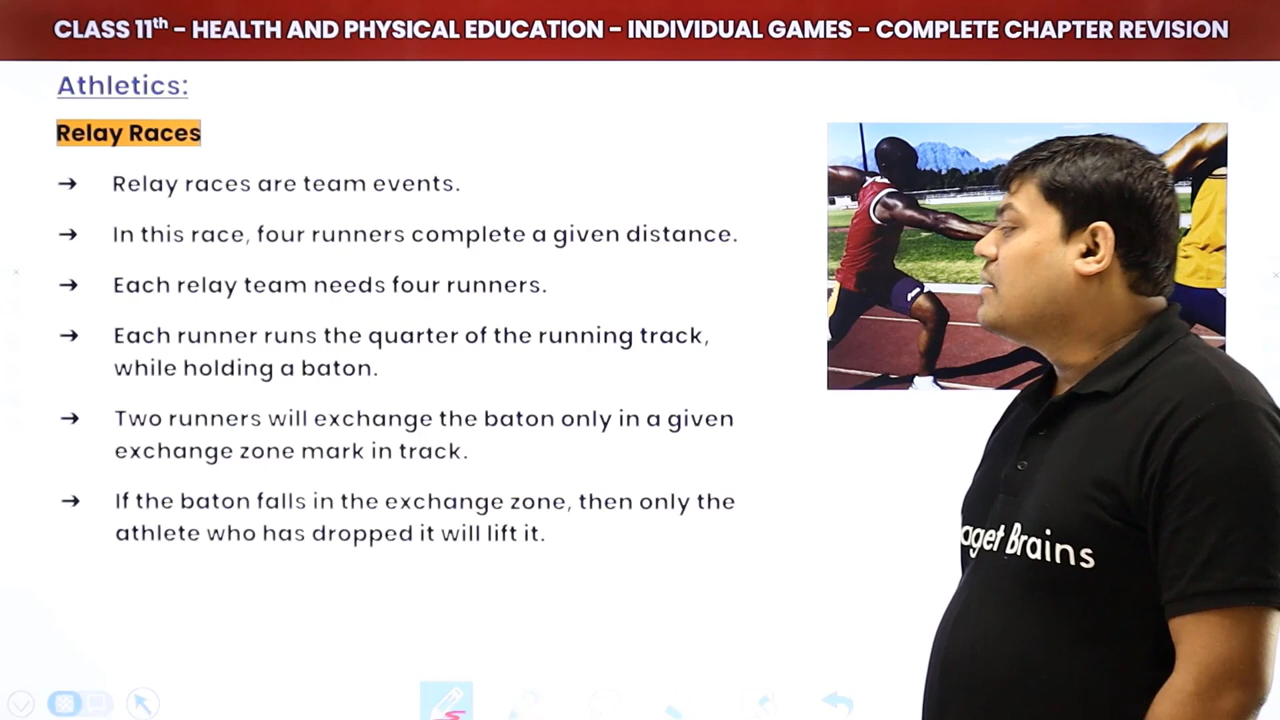 CLASS 11th – HEALTH AND PHYSICAL EDUCATION – INDIVIDUAL GAMES – COMPLETE CHAPTER REVISION
Athletics:
Relay Races
→ Relay races are team events.
→ In this race, four runners complete a given distance.
→ Each relay team needs four runners.
→ Each runner runs the quarter of the running track,
while holding a baton.
→ Two runners will exchange the baton only in a given
exchange zone mark in track.
→ If the baton falls in the exchange zone, then only the
athlete who has dropped it will lift it.
Brains